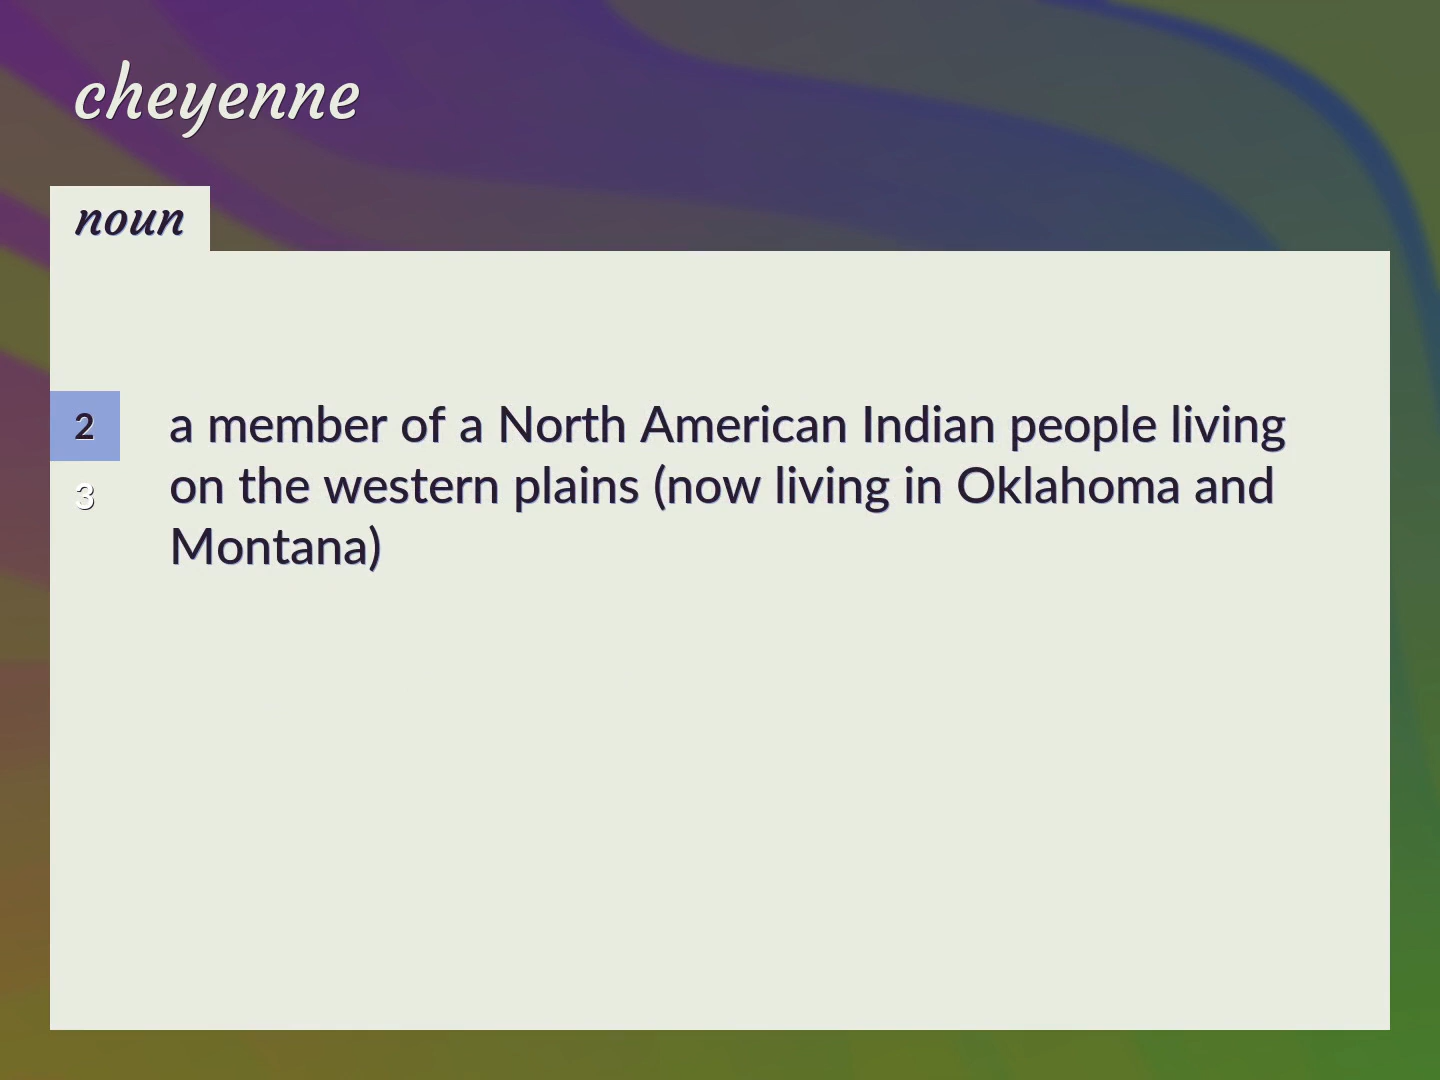 cheyenne
noun
2
a member of a North American Indian people living
on the western plains (now living in Oklahoma and
Montana)
3